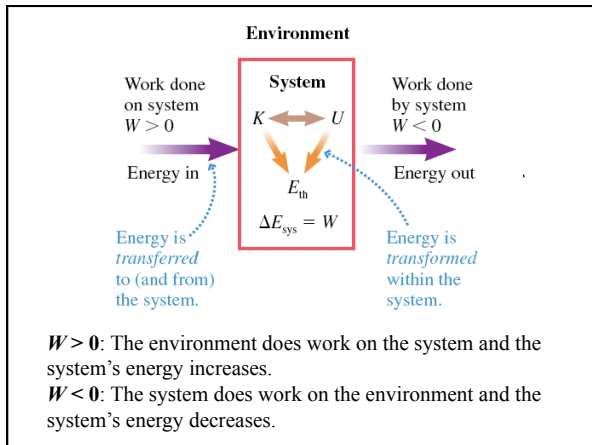 Environment
Work done
on system
W > 0
Energy in
System
K U
E_th
ΔE_sys = W
Work done
by system
W < 0
Energy out
Energy is
transferred
to (and from)
the system.
Energy is
transformed
within the
system.
W > 0: The environment does work on the system and the
system's energy increases.
W < 0: The system does work on the environment and the
system's energy decreases.